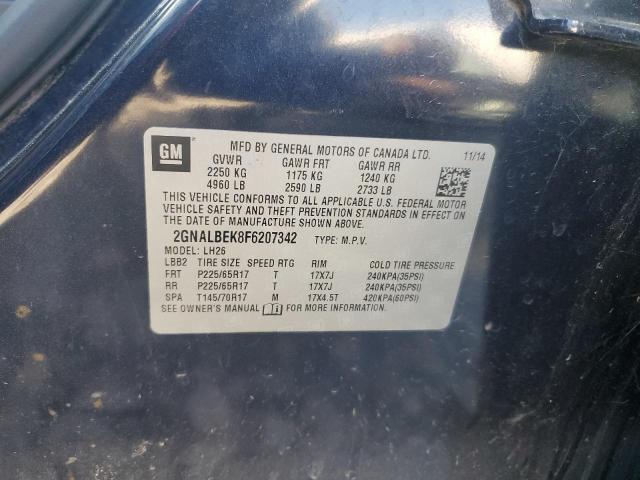 GM
MFD BY GENERAL MOTORS OF CANADA LTD. 11/14
GVWR GAWR FRT GAWR RR
2250 KG 1175 KG 1240 KG
4960 LB 2590 LB 2733 LB
THIS VEHICLE CONFORMS TO ALL APPLICABLE U.S. FEDERAL MOTOR
VEHICLE SAFETY AND THEFT PREVENTION STANDARDS IN EFFECT ON
THE DATE OF MANUFACTURE SHOWN ABOVE.
2GNALBEK8F6207342 TYPE: M.P.V.
MODEL: LH26
LBB2 TIRE SIZE SPEED RTG RIM COLD TIRE PRESSURE
FRT P225/65R17 T 17X7J 240KPA(35PSI)
RR P225/65R17 T 17X7J 240KPA(35PSI)
SPA T145/70R17 M 17X4.5T 420KPA(60PSI)
SEE OWNER'S MANUAL FOR MORE INFORMATION.